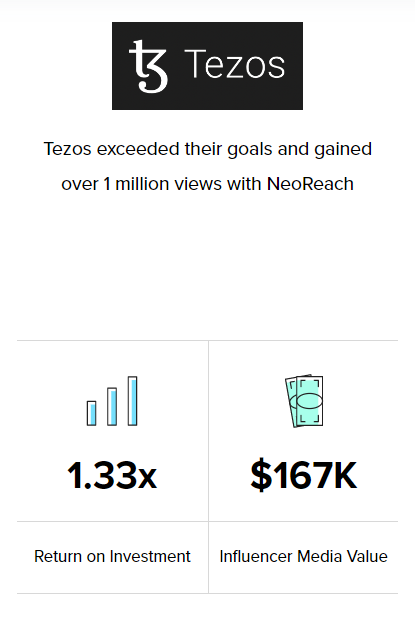 Tezos
Tezos exceeded their goals and gained
over 1 million views with NeoReach
1.33x
$167K
Return on Investment
Influencer Media Value